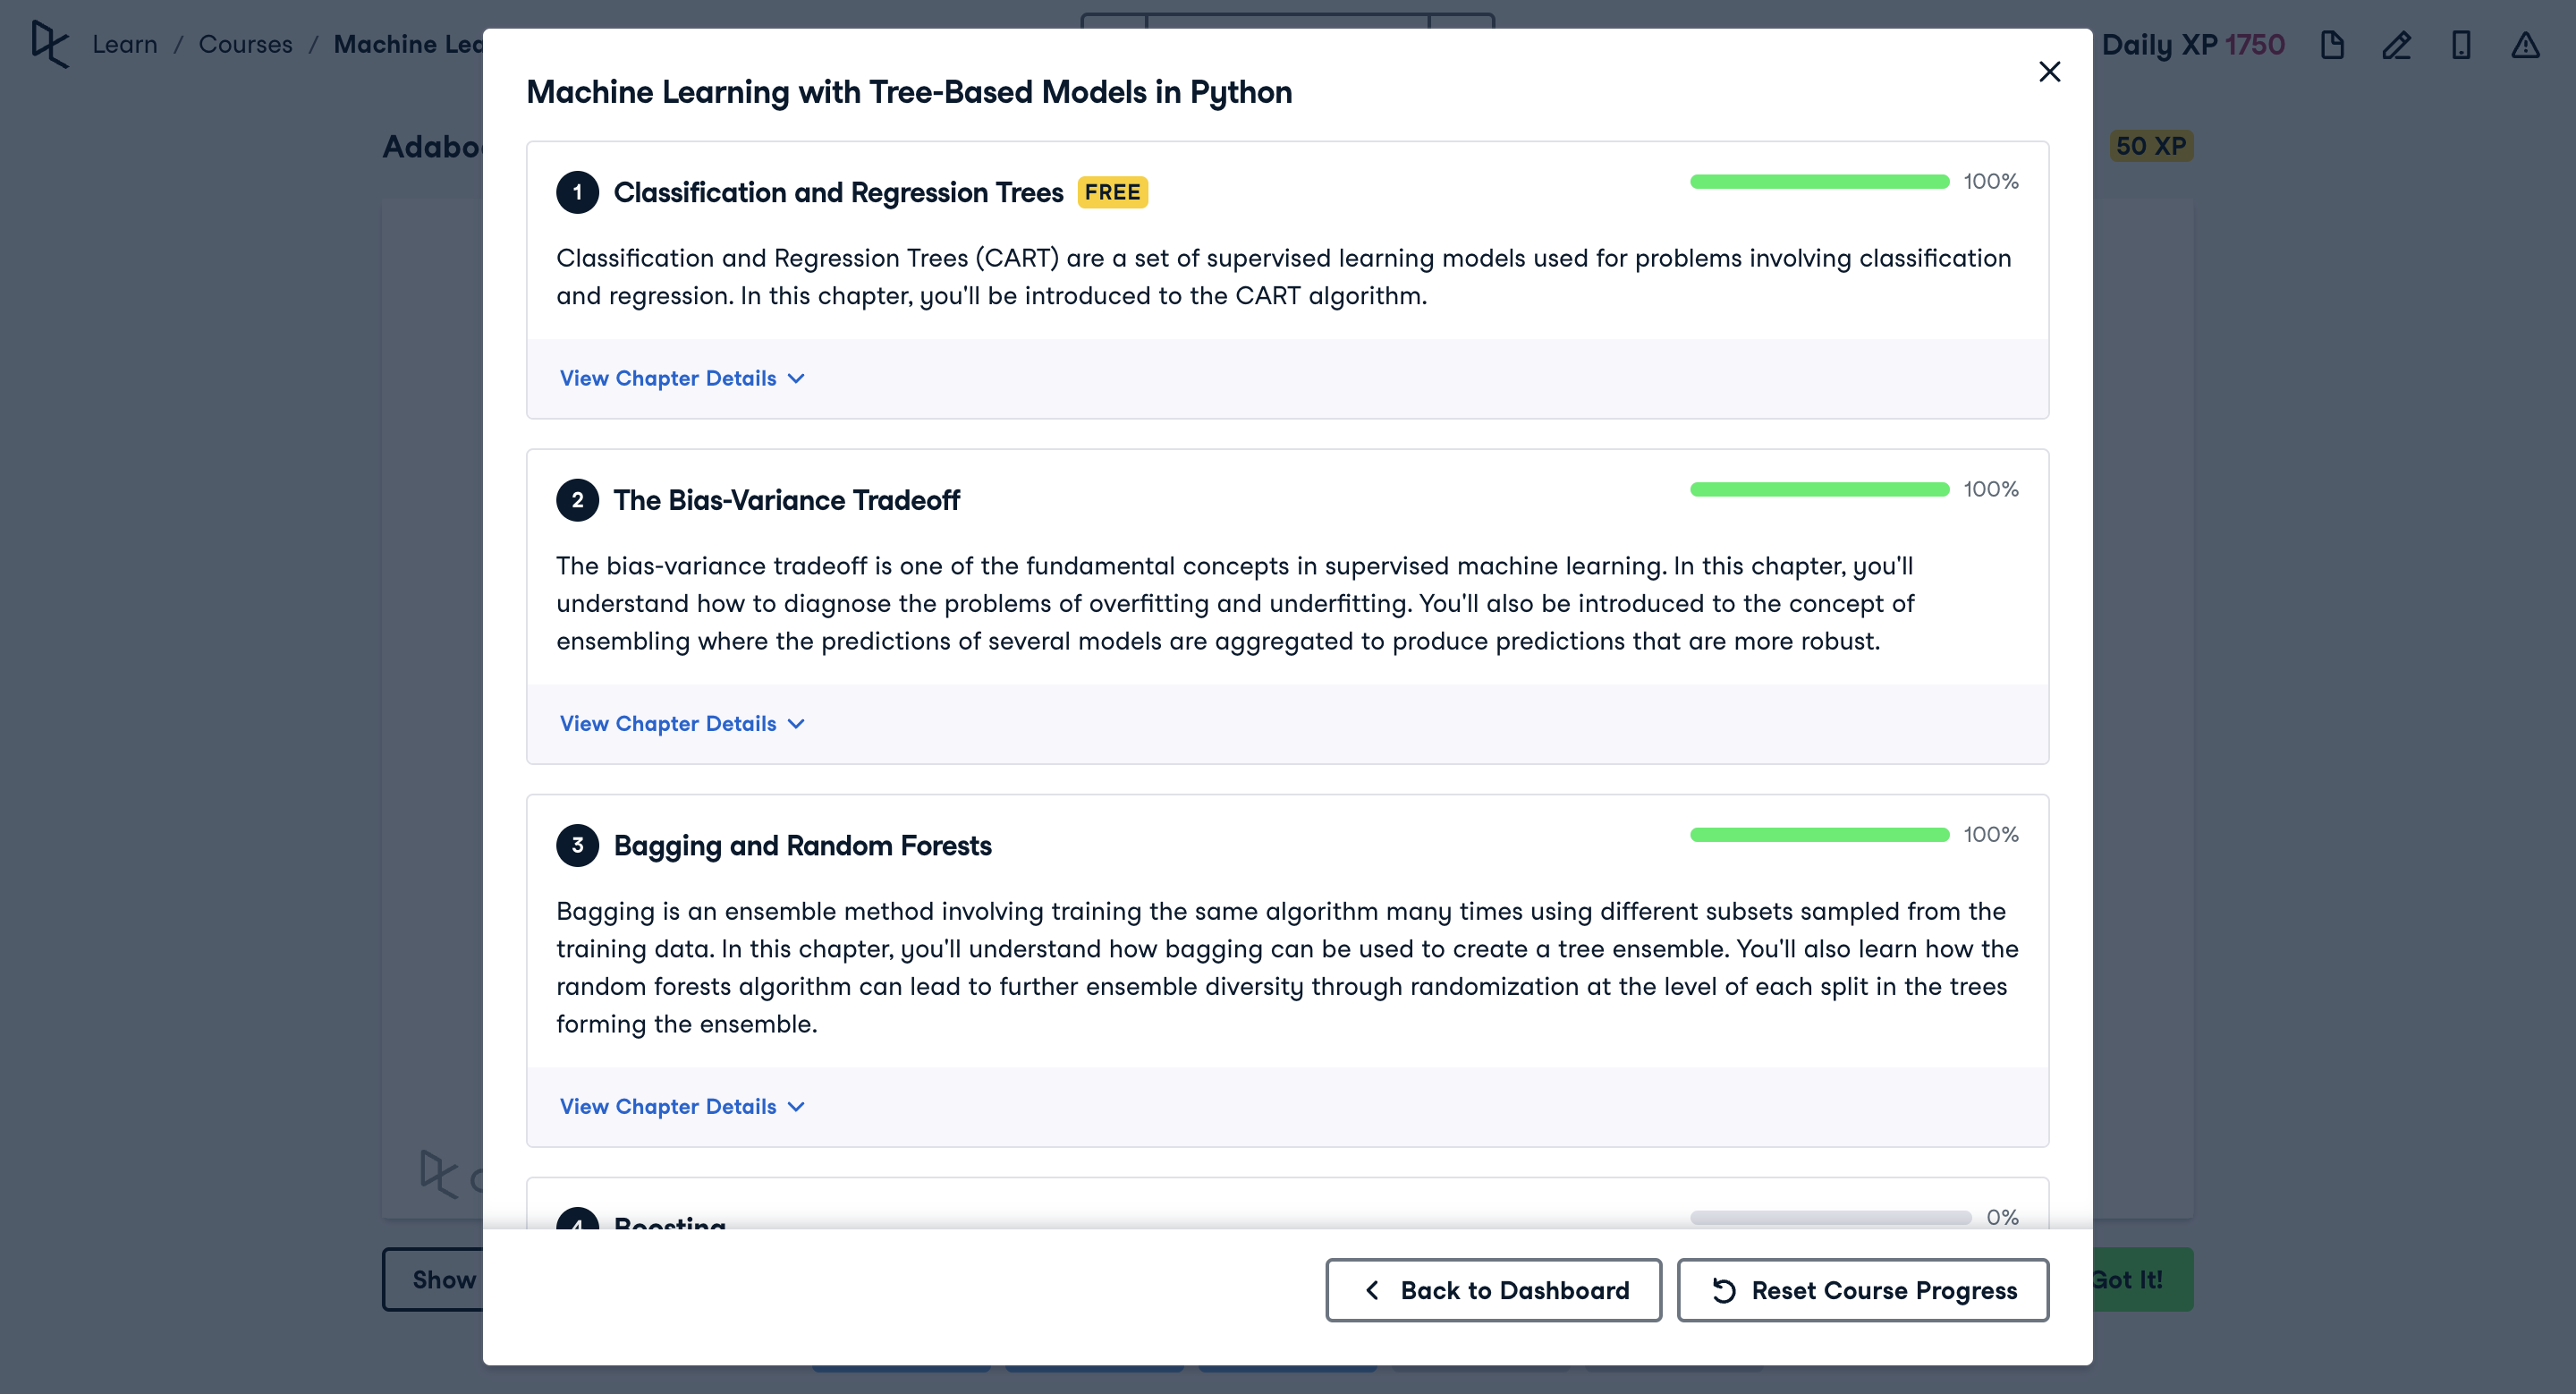 Learn / Courses / Machine Lea
Daily XP 1750
Adaboo
50 XP
Machine Learning with Tree-Based Models in Python
1 Classification and Regression Trees FREE
100%
Classification and Regression Trees (CART) are a set of supervised learning models used for problems involving classification
and regression. In this chapter, you'll be introduced to the CART algorithm.
View Chapter Details
2 The Bias-Variance Tradeoff
100%
The bias-variance tradeoff is one of the fundamental concepts in supervised machine learning. In this chapter, you'll
understand how to diagnose the problems of overfitting and underfitting. You'll also be introduced to the concept of
ensembling where the predictions of several models are aggregated to produce predictions that are more robust.
View Chapter Details
3 Bagging and Random Forests
100%
Bagging is an ensemble method involving training the same algorithm many times using different subsets sampled from the
training data. In this chapter, you'll understand how bagging can be used to create a tree ensemble. You'll also learn how the
random forests algorithm can lead to further ensemble diversity through randomization at the level of each split in the trees
forming the ensemble.
View Chapter Details
4 Boosting
0%
Show
Back to Dashboard
Reset Course Progress
Got It!